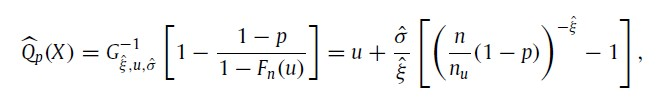 \widehat{Q}_p(X) = G^{-1}_{\hat{\xi},u,\hat{\sigma}} \left[ 1 - \frac{1-p}{1-F_n(u)} \right] = u + \frac{\hat{\sigma}}{\hat{\xi}} \left[ \left( \frac{n}{n_u}(1-p) \right)^{-\hat{\xi}} - 1 \right],